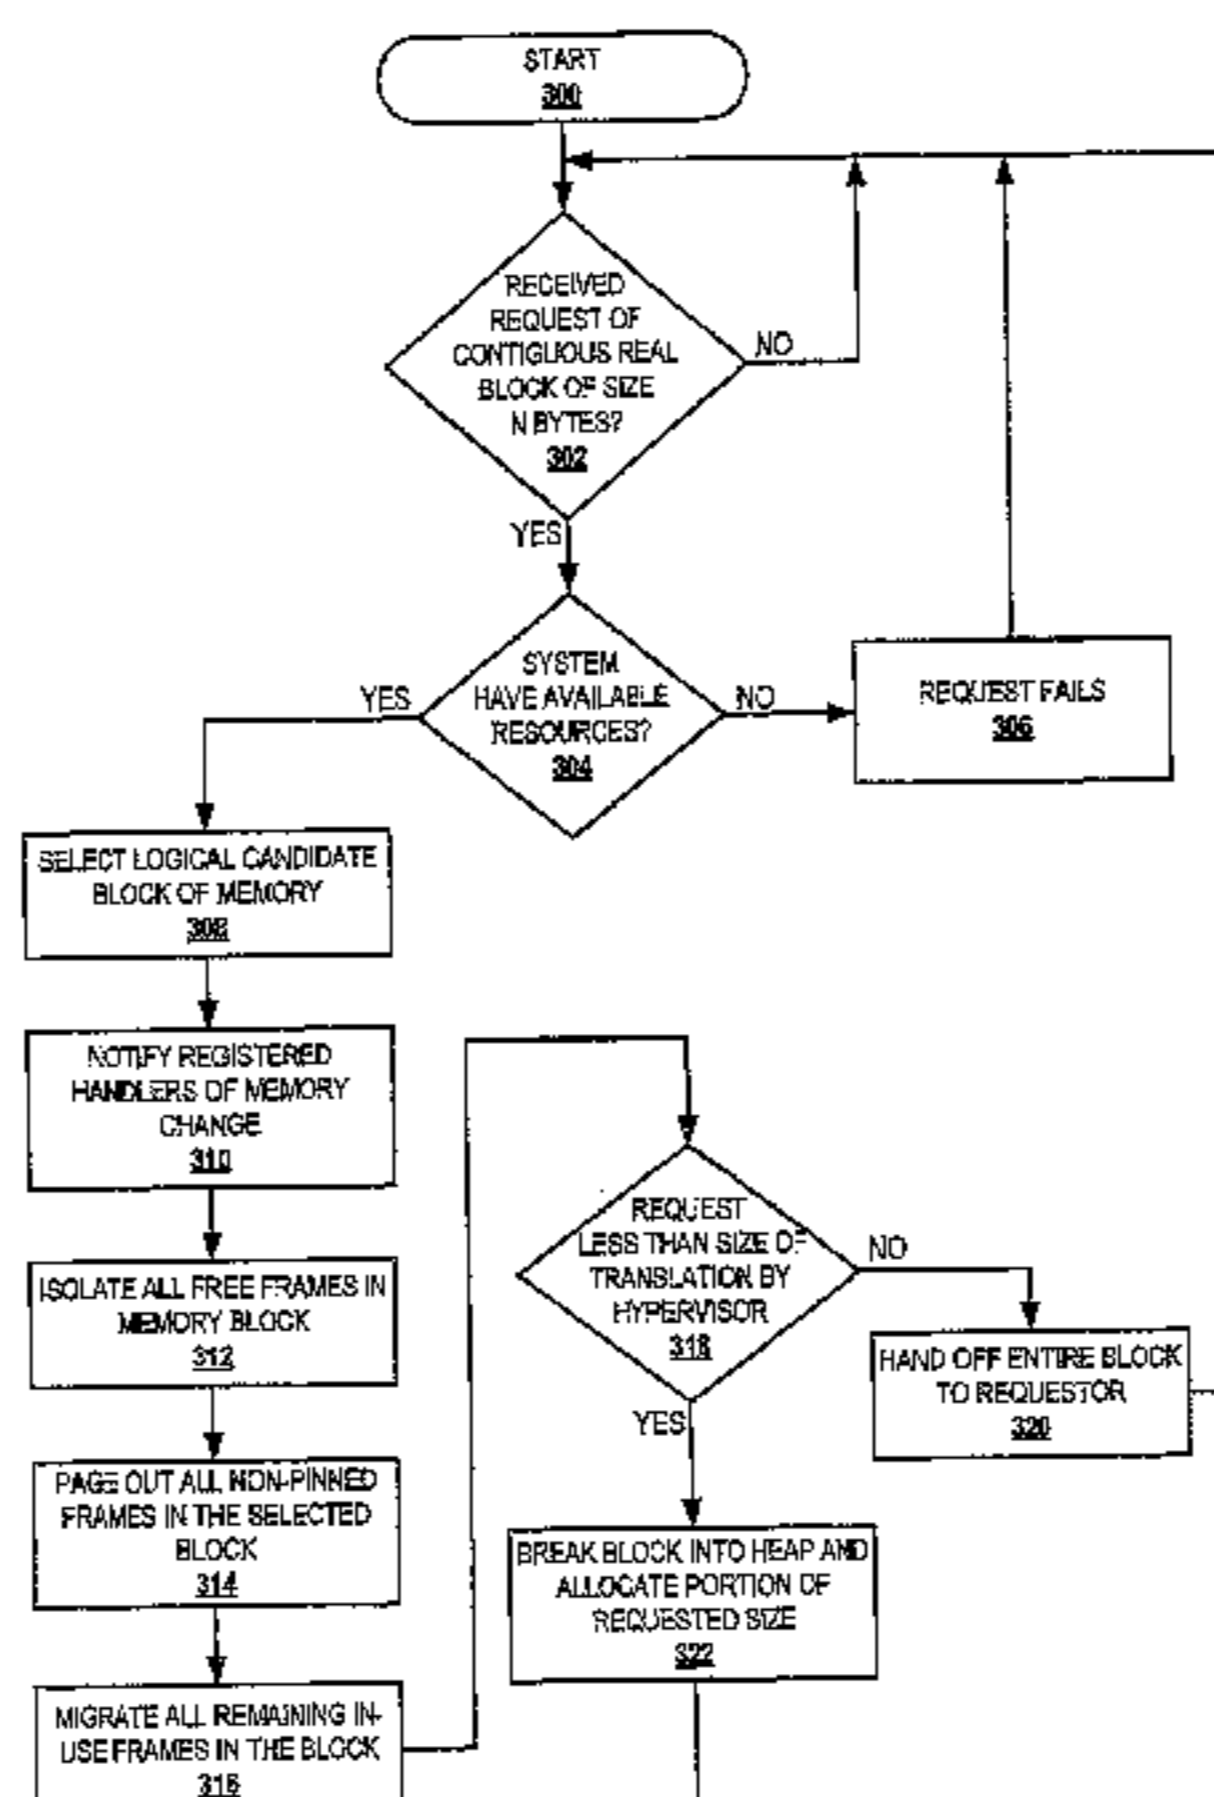 START
300
RECEIVED
REQUEST OF
CONTIGUOUS REAL
BLOCK OF SIZE
N BYTES?
302
NO
YES
SYSTEM
HAVE AVAILABLE
RESOURCES?
304
YES
NO
REQUEST FAILS
306
SELECT LOGICAL CANDIDATE
BLOCK OF MEMORY
308
NOTIFY REGISTERED
HANDLERS OF MEMORY
CHANGE
310
ISOLATE ALL FREE FRAMES IN
MEMORY BLOCK
312
PAGE OUT ALL NON-PINNED
FRAMES IN THE SELECTED
BLOCK
314
MIGRATE ALL REMAINING IN-
USE FRAMES IN THE BLOCK
316
REQUEST
LESS THAN SIZE OF
TRANSLATION BY
HYPERVISOR
318
NO
YES
HAND OFF ENTIRE BLOCK
TO REQUESTOR
320
BREAK BLOCK INTO HEAP AND
ALLOCATE PORTION OF
REQUESTED SIZE
322